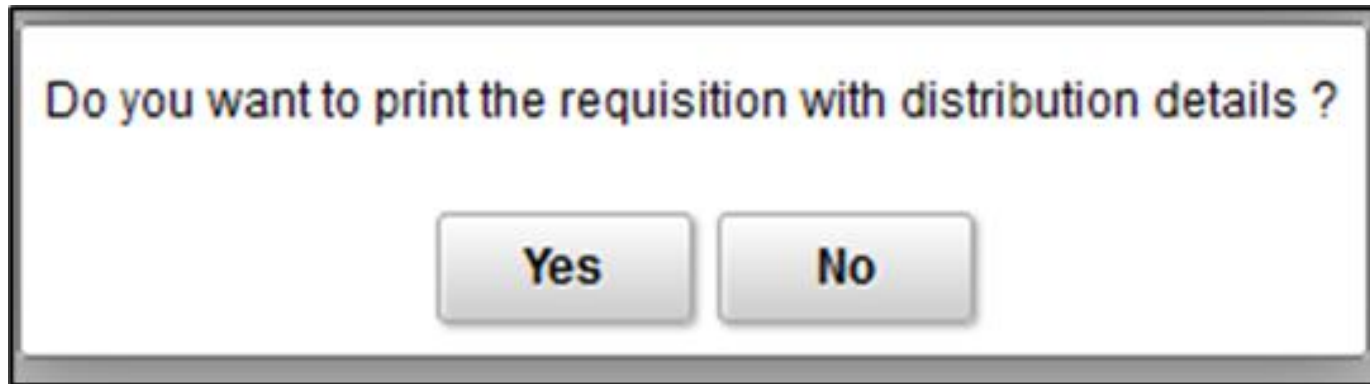 Do you want to print the requisition with distribution details ?
Yes No